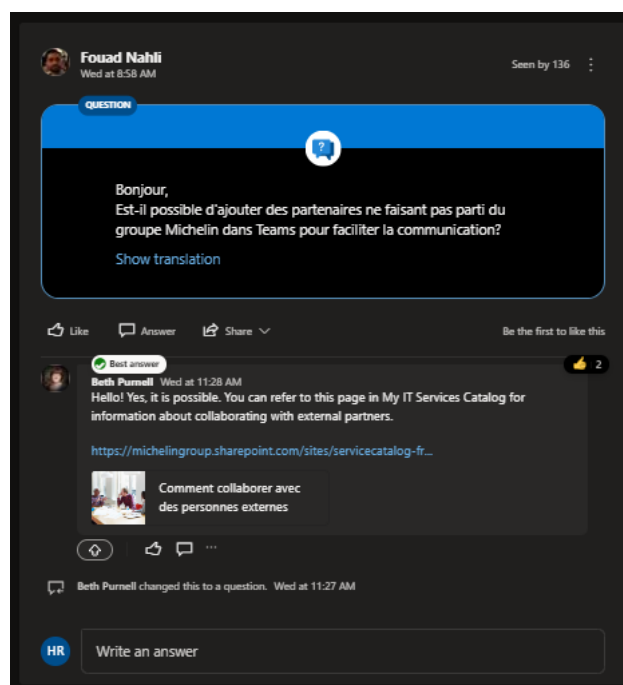 Fouad Nahli
Wed at 8:58 AM
Seen by 136
QUESTION
?
Bonjour,
Est-il possible d'ajouter des partenaires ne faisant pas parti du
groupe Michelin dans Teams pour faciliter la communication?
Show translation
Like
Answer
Share
Be the first to like this
Best answer
2
Beth Purnell Wed at 11:28 AM
Hello! Yes, it is possible. You can refer to this page in My IT Services Catalog for
information about collaborating with external partners.
https://michelingroup.sharepoint.com/sites/servicecatalog-fr...
Comment collaborer avec
des personnes externes
Beth Purnell changed this to a question. Wed at 11:27 AM
HR
Write an answer